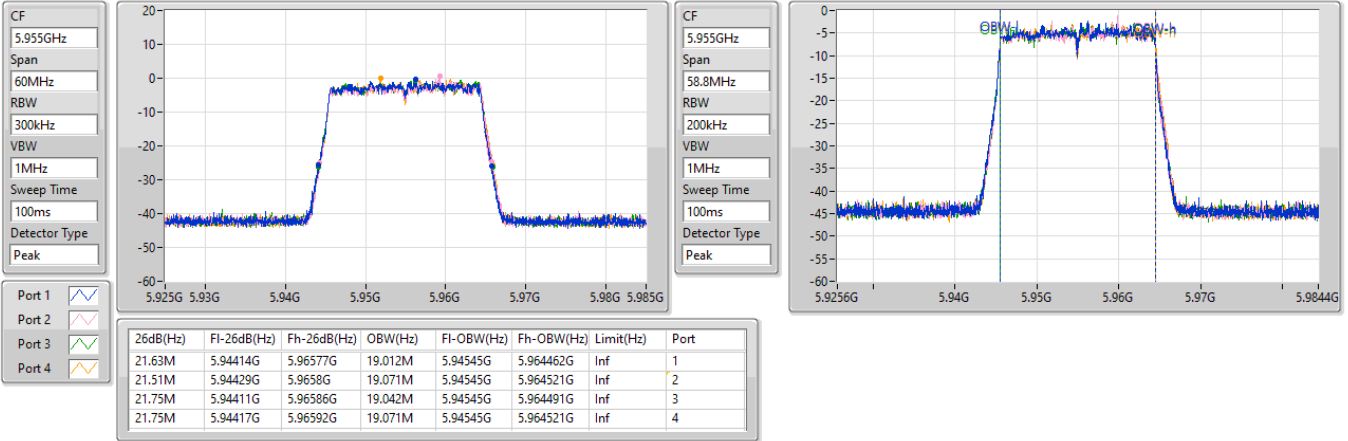 CF
5.955GHz
Span
60MHz
RBW
300kHz
VBW
1MHz
Sweep Time
100ms
Detector Type
Peak
20
10
0
-10
-20
-30
-40
-50
-60
5.925G 5.93G 5.94G 5.95G 5.96G 5.97G 5.98G 5.985G
CF
5.955GHz
Span
58.8MHz
RBW
200kHz
VBW
1MHz
Sweep Time
100ms
Detector Type
Peak
0
-5
-10
-15
-20
-25
-30
-35
-40
-45
-50
-55
-60
OBW-l OBW-h
5.9256G 5.94G 5.95G 5.96G 5.97G 5.9844G
Port 1
Port 2
Port 3
Port 4
26dB(Hz) Fl-26dB(Hz) Fh-26dB(Hz) OBW(Hz) Fl-OBW(Hz) Fh-OBW(Hz) Limit(Hz) Port
21.63M 5.94414G 5.96577G 19.012M 5.94545G 5.964462G Inf 1
21.51M 5.94429G 5.9658G 19.071M 5.94545G 5.964521G Inf 2
21.75M 5.94411G 5.96586G 19.042M 5.94545G 5.964491G Inf 3
21.75M 5.94417G 5.96592G 19.071M 5.94545G 5.964521G Inf 4